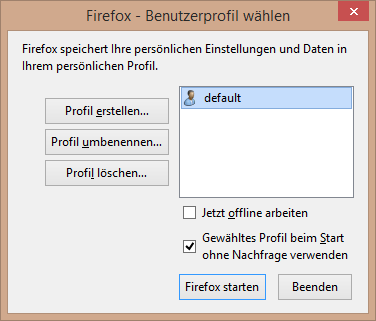 Firefox - Benutzerprofil wählen
Firefox speichert Ihre persönlichen Einstellungen und Daten in
Ihrem persönlichen Profil.
Profil erstellen...
Profil umbenennen...
Profil löschen...
default
Jetzt offline arbeiten
Gewähltes Profil beim Start
ohne Nachfrage verwenden
Firefox starten
Beenden